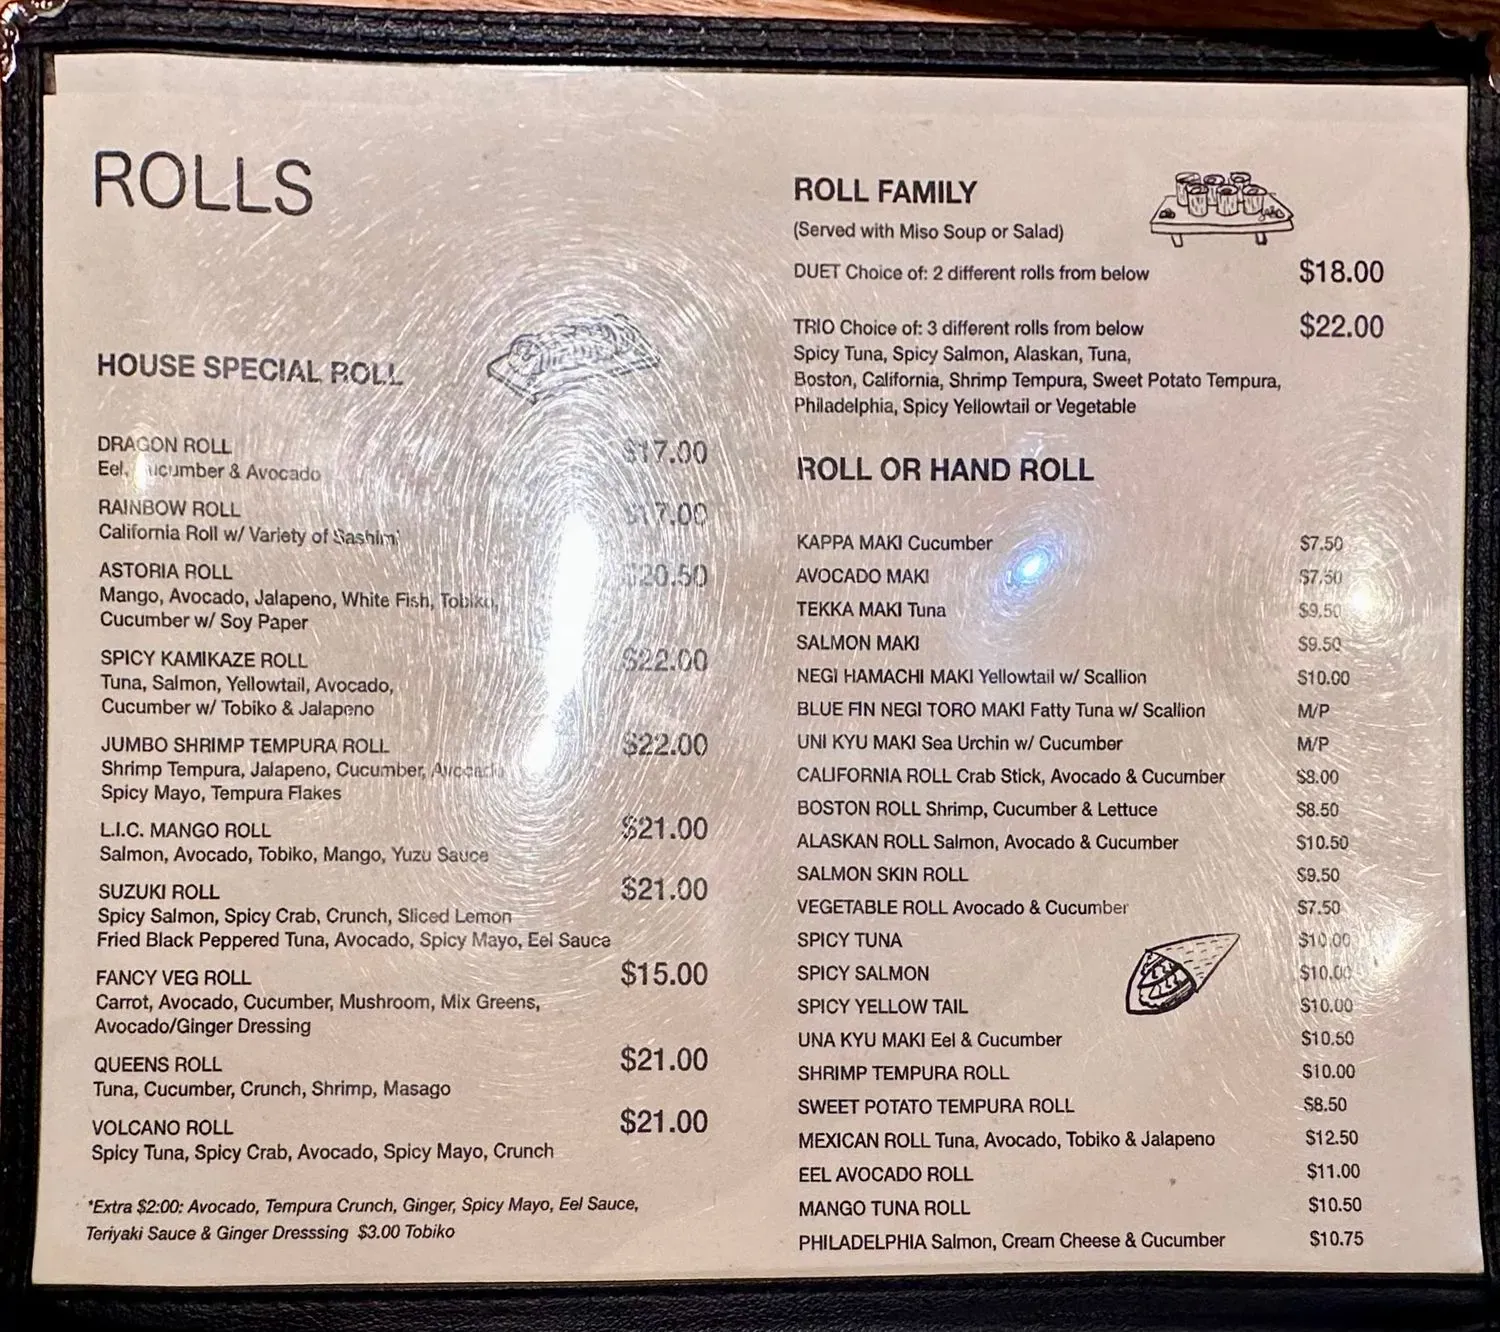 ROLLS
HOUSE SPECIAL ROLL
DRAGON ROLL $17.00
Eel, Cucumber & Avocado
RAINBOW ROLL $17.00
California Roll w/ Variety of Sashimi
ASTORIA ROLL $20.50
Mango, Avocado, Jalapeno, White Fish, Tobiko,
Cucumber w/ Soy Paper
SPICY KAMIKAZE ROLL $22.00
Tuna, Salmon, Yellowtail, Avocado,
Cucumber w/ Tobiko & Jalapeno
JUMBO SHRIMP TEMPURA ROLL $22.00
Shrimp Tempura, Jalapeno, Cucumber, Avocado
Spicy Mayo, Tempura Flakes
L.I.C. MANGO ROLL $21.00
Salmon, Avocado, Tobiko, Mango, Yuzu Sauce
SUZUKI ROLL $21.00
Spicy Salmon, Spicy Crab, Crunch, Sliced Lemon
Fried Black Peppered Tuna, Avocado, Spicy Mayo, Eel Sauce
FANCY VEG ROLL $15.00
Carrot, Avocado, Cucumber, Mushroom, Mix Greens,
Avocado/Ginger Dressing
QUEENS ROLL $21.00
Tuna, Cucumber, Crunch, Shrimp, Masago
VOLCANO ROLL $21.00
Spicy Tuna, Spicy Crab, Avocado, Spicy Mayo, Crunch
*Extra $2:00: Avocado, Tempura Crunch, Ginger, Spicy Mayo, Eel Sauce,
Teriyaki Sauce & Ginger Dresssing $3.00 Tobiko
ROLL FAMILY
(Served with Miso Soup or Salad)
DUET Choice of: 2 different rolls from below $18.00
TRIO Choice of: 3 different rolls from below $22.00
Spicy Tuna, Spicy Salmon, Alaskan, Tuna,
Boston, California, Shrimp Tempura, Sweet Potato Tempura,
Philadelphia, Spicy Yellowtail or Vegetable
ROLL OR HAND ROLL
KAPPA MAKI Cucumber $7.50
AVOCADO MAKI $7.50
TEKKA MAKI Tuna $9.50
SALMON MAKI $9.50
NEGI HAMACHI MAKI Yellowtail w/ Scallion $10.00
BLUE FIN NEGI TORO MAKI Fatty Tuna w/ Scallion M/P
UNI KYU MAKI Sea Urchin w/ Cucumber M/P
CALIFORNIA ROLL Crab Stick, Avocado & Cucumber $8.00
BOSTON ROLL Shrimp, Cucumber & Lettuce $8.50
ALASKAN ROLL Salmon, Avocado & Cucumber $10.50
SALMON SKIN ROLL $9.50
VEGETABLE ROLL Avocado & Cucumber $7.50
SPICY TUNA $10.00
SPICY SALMON $10.00
SPICY YELLOW TAIL $10.00
UNA KYU MAKI Eel & Cucumber $10.50
SHRIMP TEMPURA ROLL $10.00
SWEET POTATO TEMPURA ROLL $8.50
MEXICAN ROLL Tuna, Avocado, Tobiko & Jalapeno $12.50
EEL AVOCADO ROLL $11.00
MANGO TUNA ROLL $10.50
PHILADELPHIA Salmon, Cream Cheese & Cucumber $10.75